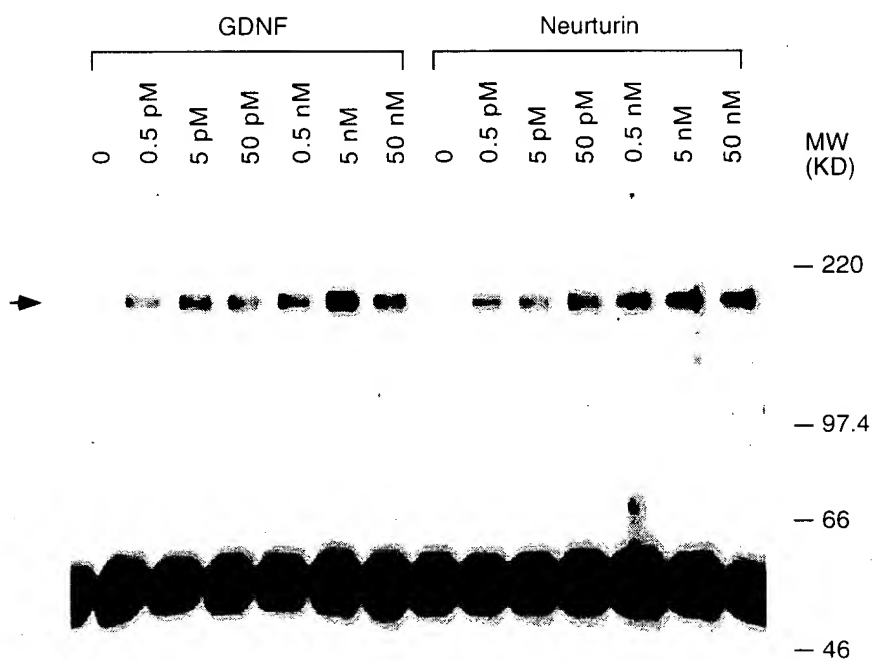 GDNF Neurturin
0 0.5 pM 5 pM 50 pM 0.5 nM 5 nM 50 nM 0 0.5 pM 5 pM 50 pM 0.5 nM 5 nM 50 nM
MW
(KD)
— 220
— 97.4
— 66
— 46